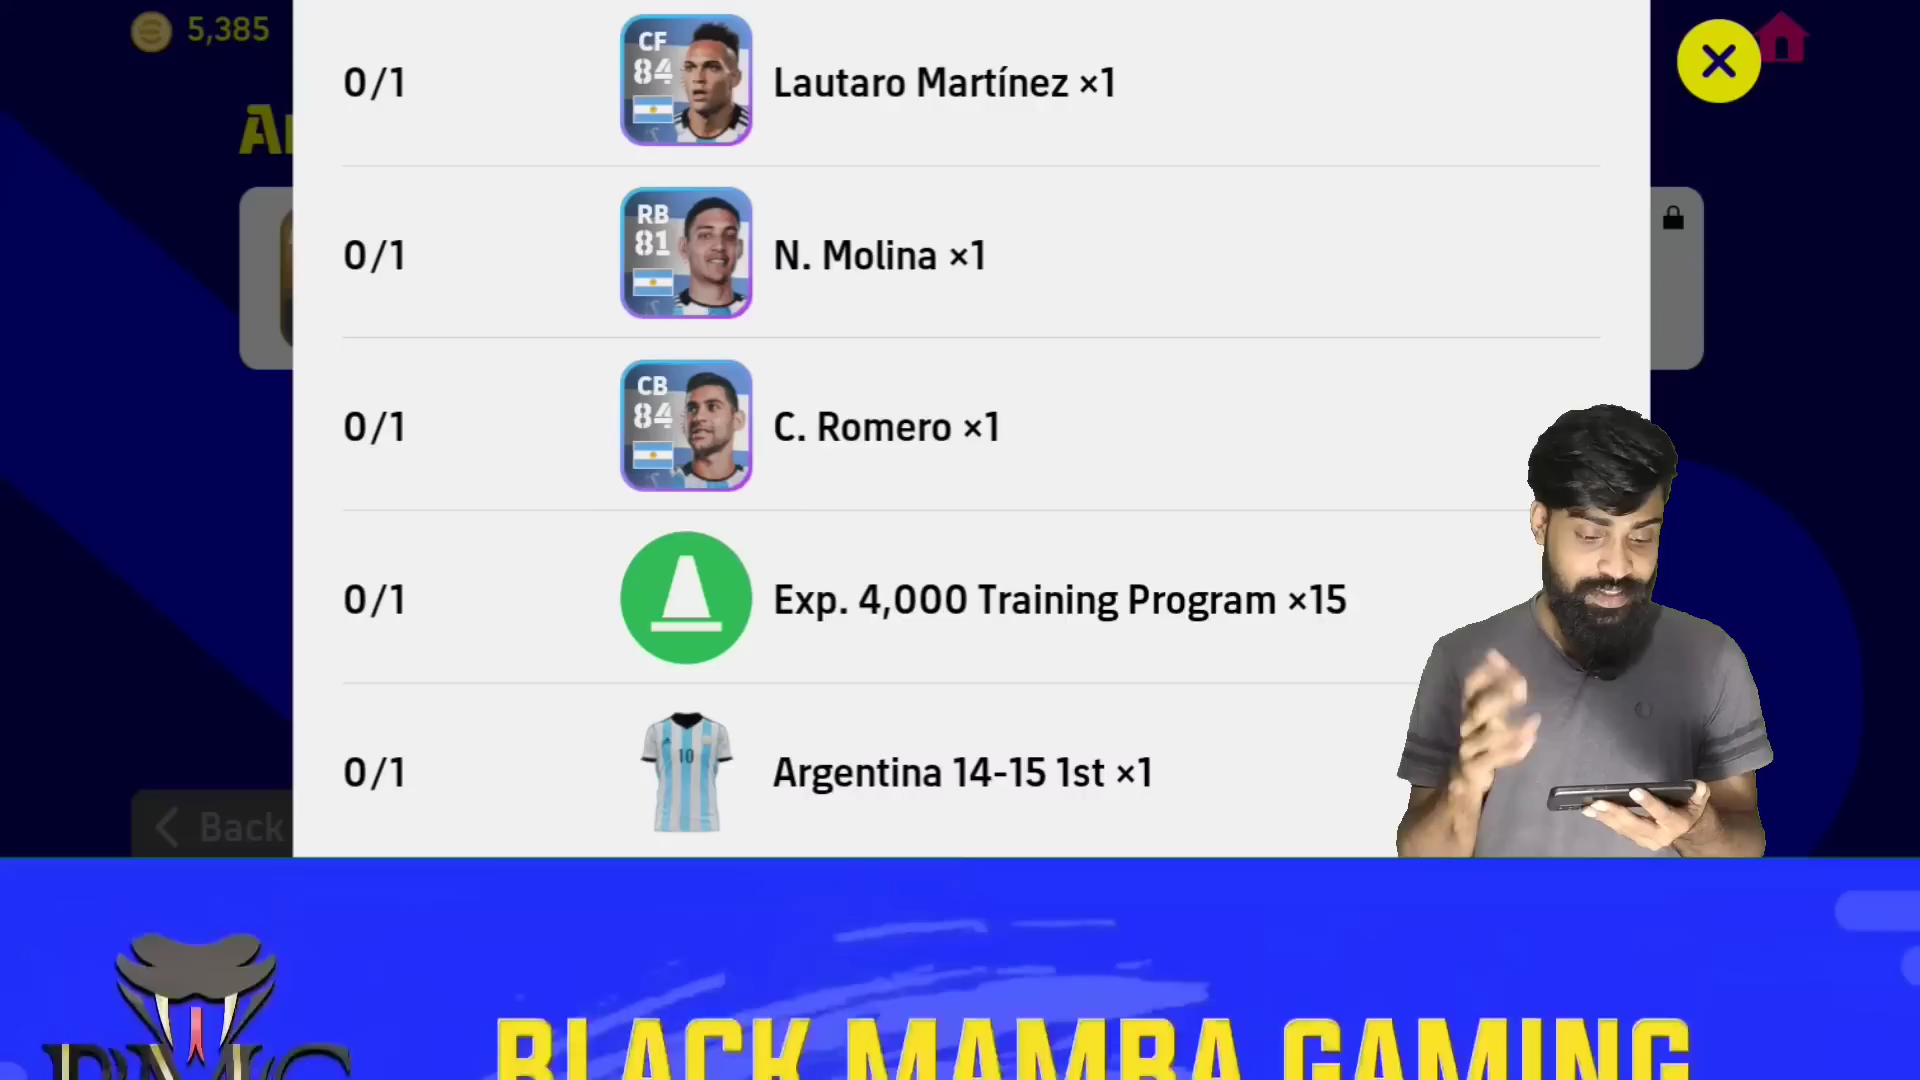 5,385
0/1
CF
84
Lautaro Martínez ×1
0/1
RB
81
N. Molina ×1
0/1
CB
84
C. Romero ×1
0/1
Exp. 4,000 Training Program ×15
0/1
10
Argentina 14-15 1st ×1
Back
BMG
BLACK MAMBA GAMING